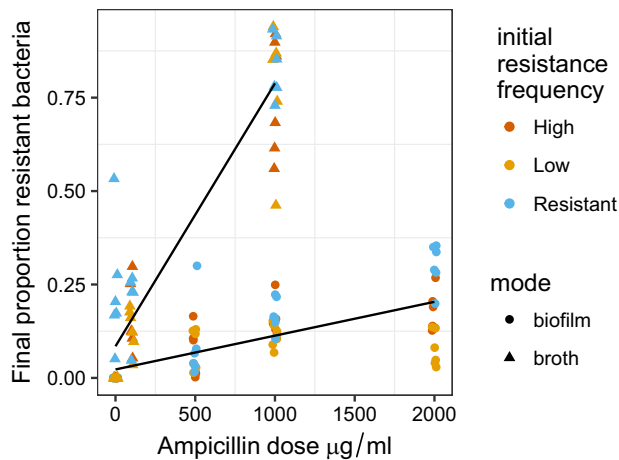 Final proportion resistant bacteria
0.75
0.50
0.25
0.00
0
500
1000
1500
2000
Ampicillin dose μg/ml
initial
resistance
frequency
High
Low
Resistant
mode
biofilm
broth